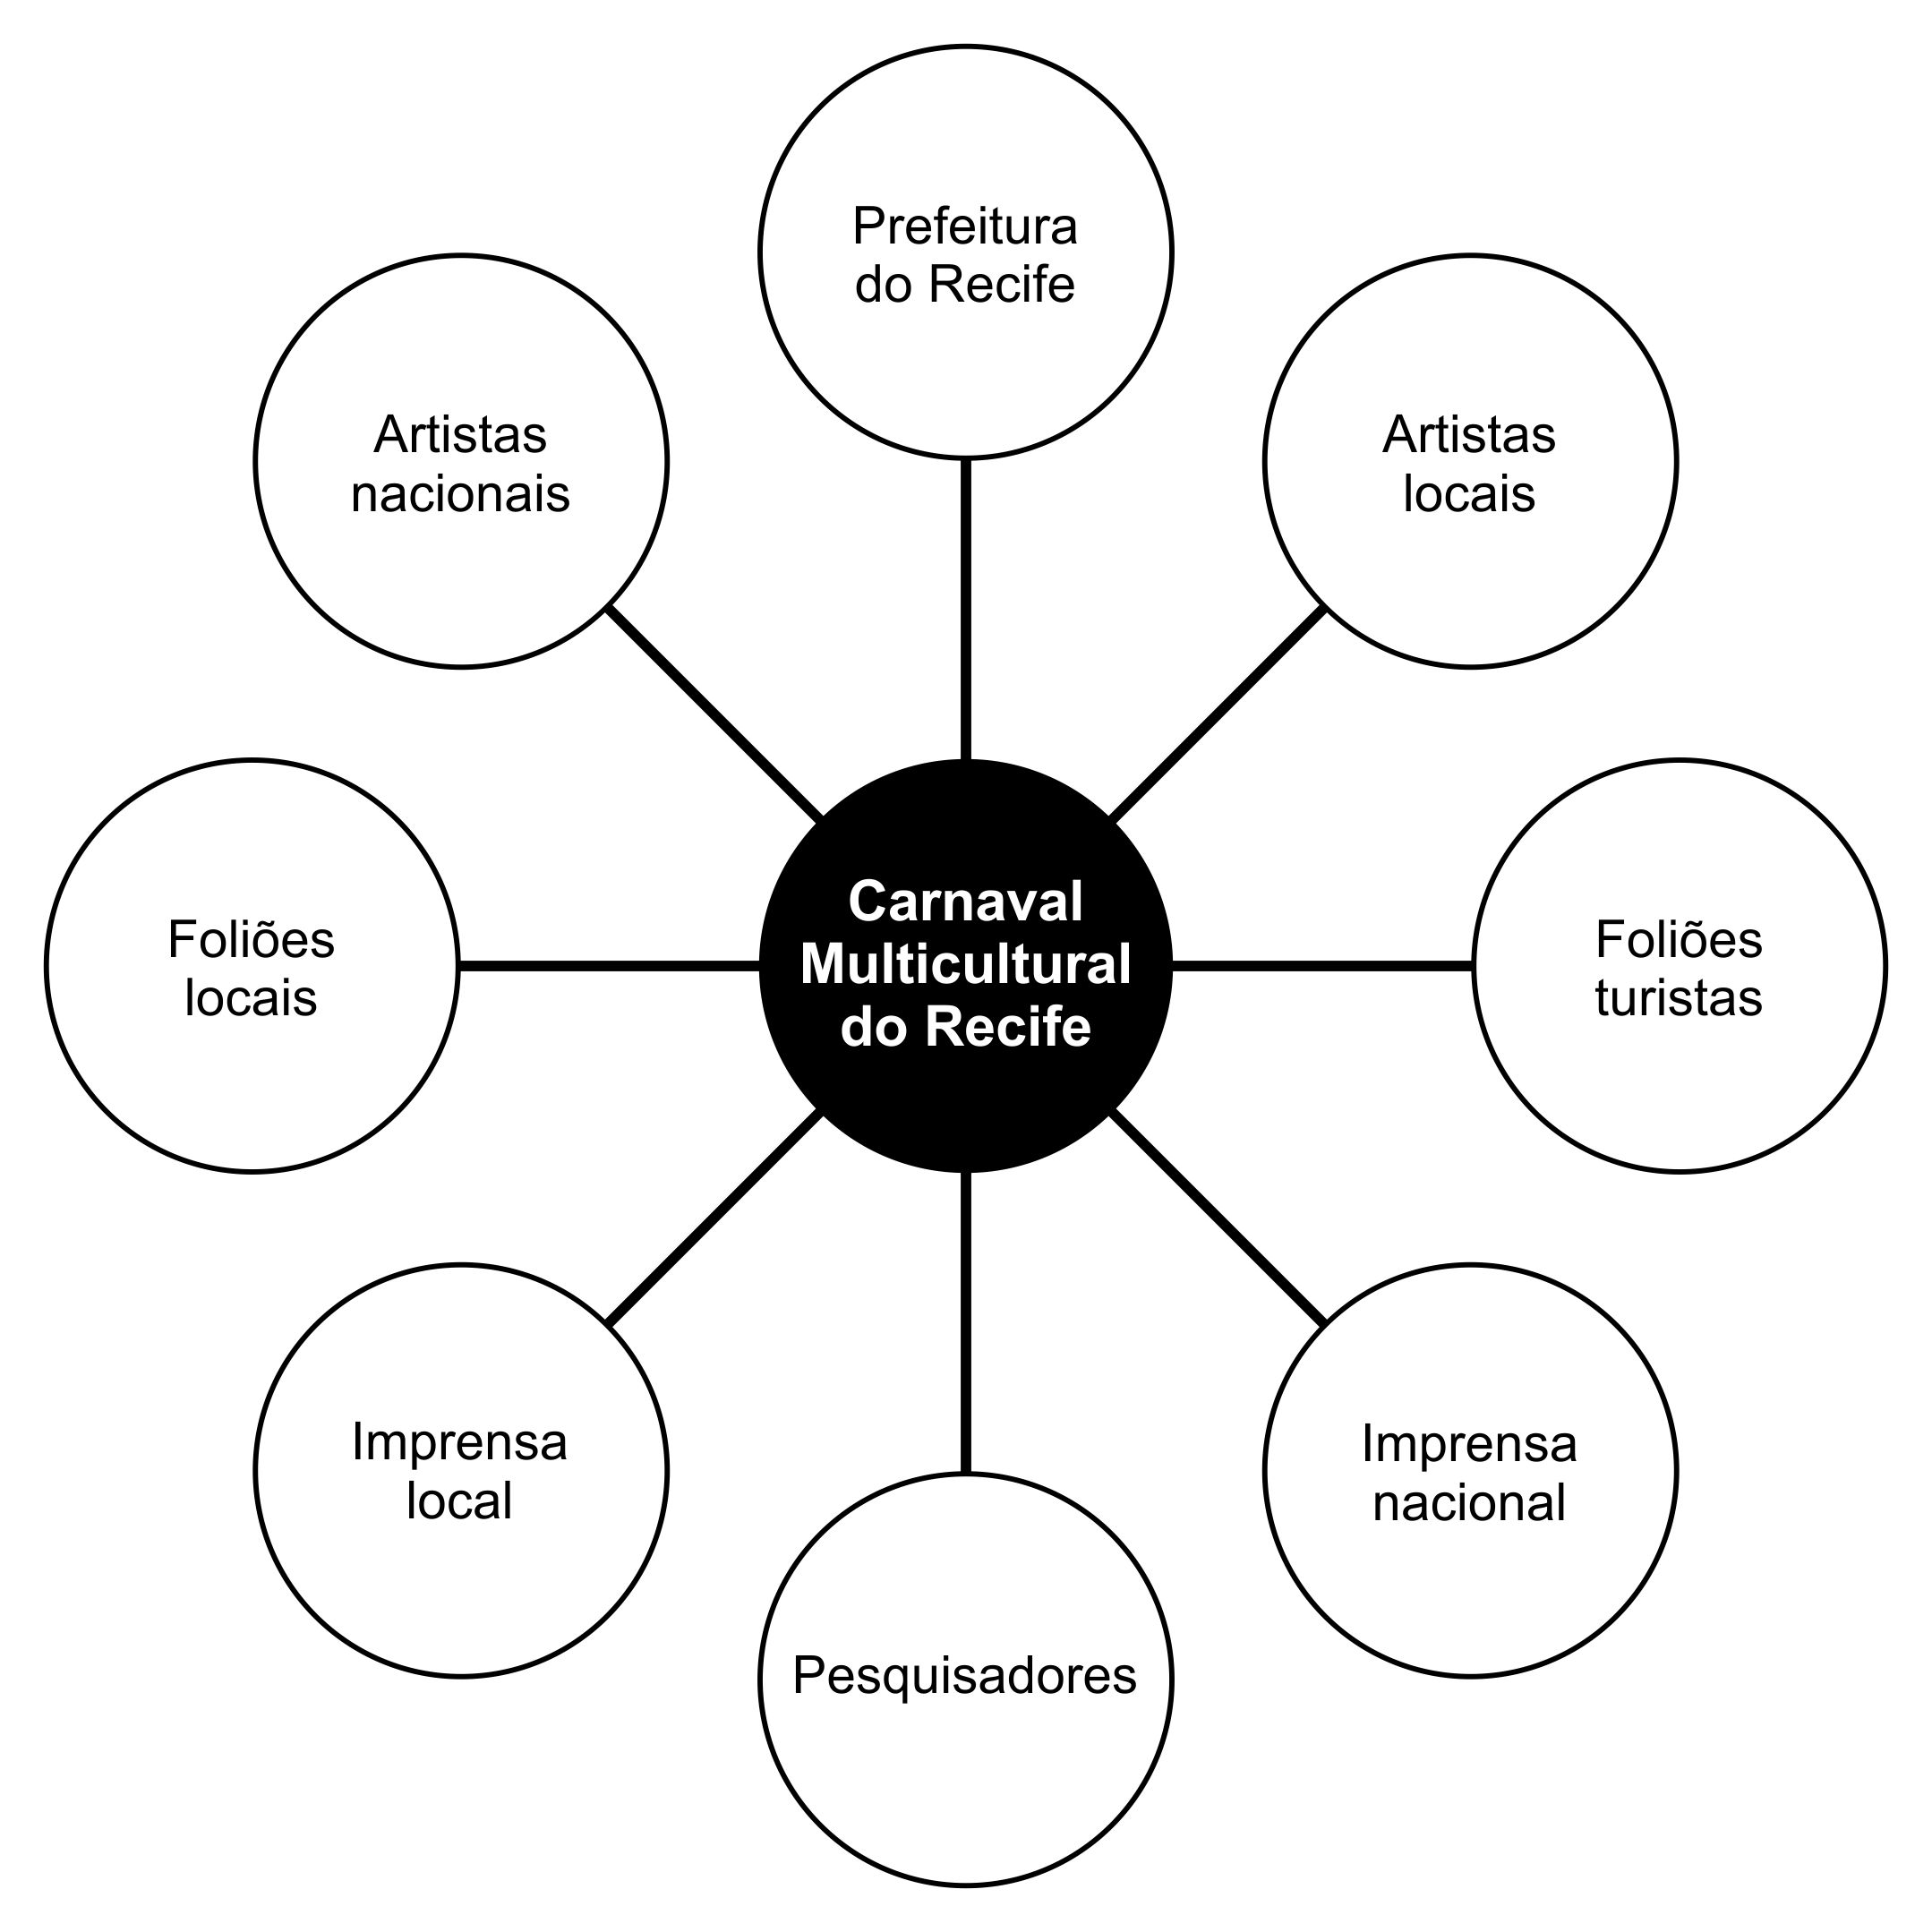 Prefeitura
do Recife
Artistas
nacionais
Artistas
locais
Foliões
locais
Carnaval
Multicultural
do Recife
Foliões
turistas
Imprensa
local
Imprensa
nacional
Pesquisadores